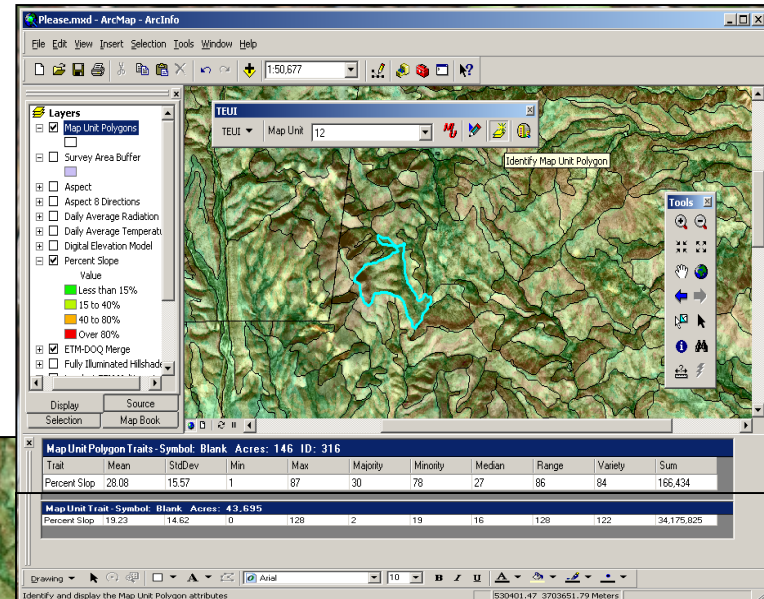 Please.mxd - ArcMap - ArcInfo
File Edit View Insert Selection Tools Window Help
1:50,677
Layers
Map Unit Polygons
Survey Area Buffer
Aspect
Aspect 8 Directions
Daily Average Radiation
Daily Average Temperatu
Digital Elevation Model
Percent Slope
Value
Less than 15%
15 to 40%
40 to 80%
Over 80%
ETM-DOQ Merge
Fully Illuminated Hillshade
Display Source
Selection Map Book
TEUI
TEUI Map Unit 12
Identify Map Unit Polygon
Tools
Map Unit Polygon Traits - Symbol: Blank Acres: 146 ID: 316
Trait Mean StdDev Min Max Majority Minority Median Range Variety Sum
Percent Slop 28.08 15.57 1 87 30 78 27 86 84 166,434
Map Unit Trait - Symbol: Blank Acres: 43,695
Percent Slop 19.23 14.62 0 128 2 19 16 128 122 34,175,825
Drawing A Arial 10 B I U A
Identify and display the Map Unit Polygon attributes 530401.47 3703651.79 Meters